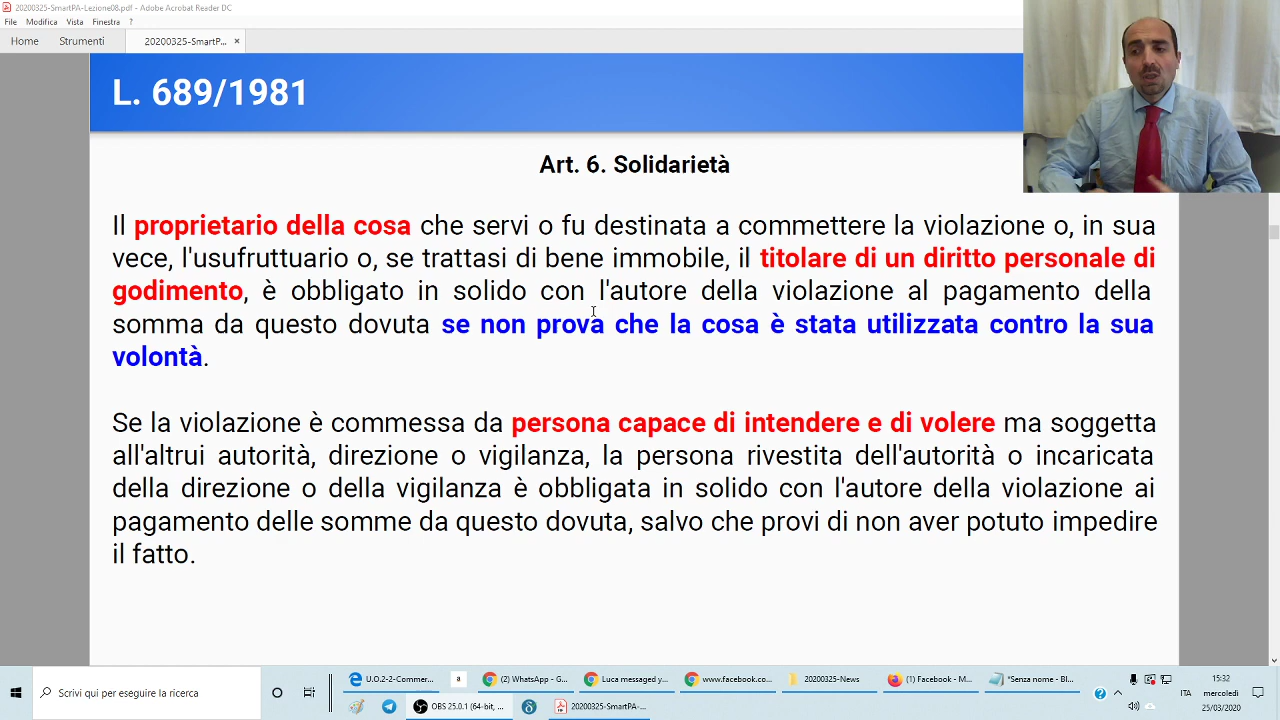 20200325-SmartPA-Lezione08.pdf - Adobe Acrobat Reader DC
File Modifica Vista Finestra ?
Home Strumenti 20200325-SmartP... ×
L. 689/1981
Art. 6. Solidarietà
Il proprietario della cosa che servi o fu destinata a commettere la violazione o, in sua
vece, l'usufruttuario o, se trattasi di bene immobile, il titolare di un diritto personale di
godimento, è obbligato in solido con l'autore della violazione al pagamento della
somma da questo dovuta se non prova che la cosa è stata utilizzata contro la sua
volontà.
Se la violazione è commessa da persona capace di intendere e di volere ma soggetta
all'altrui autorità, direzione o vigilanza, la persona rivestita dell'autorità o incaricata
della direzione o della vigilanza è obbligata in solido con l'autore della violazione ai
pagamento delle somme da questo dovuta, salvo che provi di non aver potuto impedire
il fatto.
Scrivi qui per eseguire la ricerca
U.O.2-2-Commer... (2) WhatsApp - G... Luca messaged y... www.facebook.co... 20200325-News (1) Facebook - M... *Senza nome - Bl...
OBS 25.0.1 (64-bit, ... 20200325-SmartPA-...
15:32
ITA mercoledì
25/03/2020